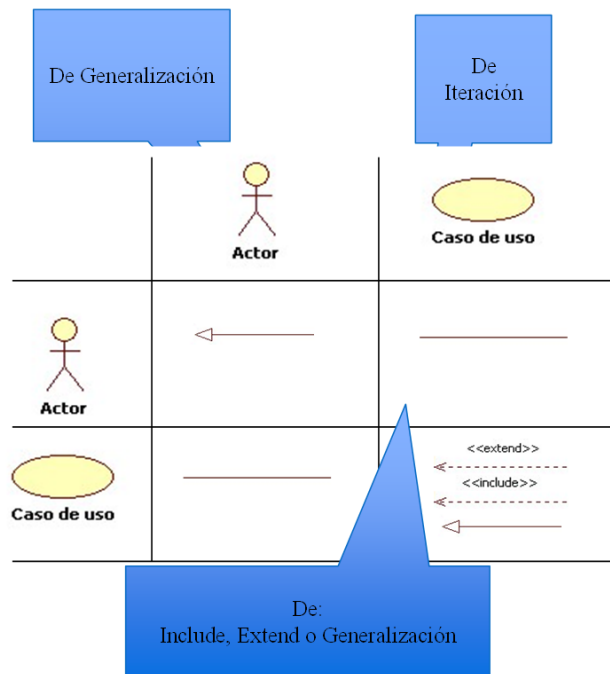 De Generalización
De
Iteración
Actor
Caso de uso
Actor
Caso de uso
<<extend>>
<<include>>
De:
Include, Extend o Generalización